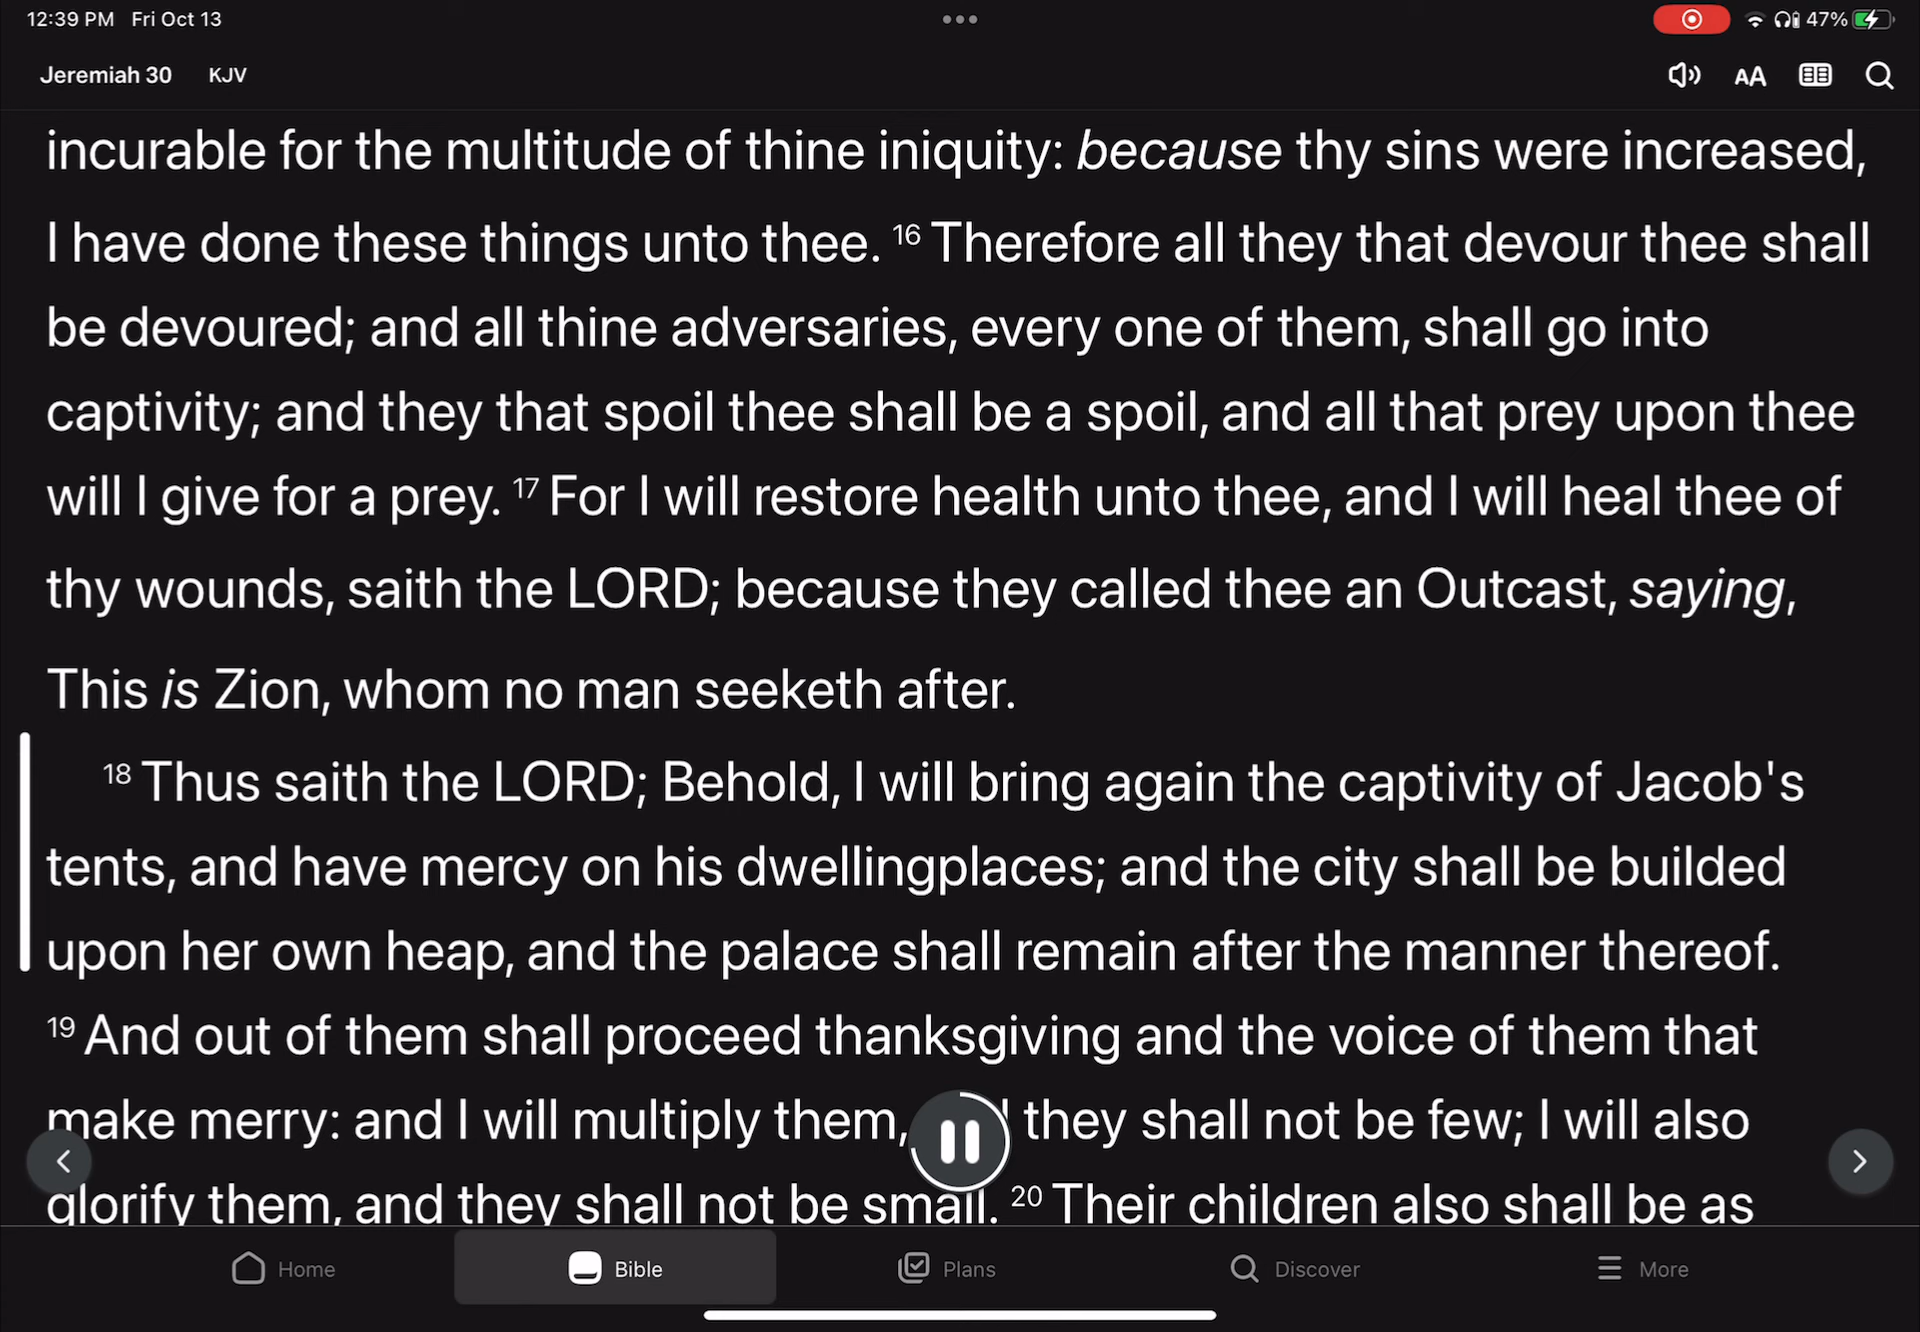 12:39 PM Fri Oct 13
47%
Jeremiah 30 KJV
AA
incurable for the multitude of thine iniquity: because thy sins were increased,
I have done these things unto thee. 16 Therefore all they that devour thee shall
be devoured; and all thine adversaries, every one of them, shall go into
captivity; and they that spoil thee shall be a spoil, and all that prey upon thee
will I give for a prey. 17 For I will restore health unto thee, and I will heal thee of
thy wounds, saith the LORD; because they called thee an Outcast, saying,
This is Zion, whom no man seeketh after.
18 Thus saith the LORD; Behold, I will bring again the captivity of Jacob's
tents, and have mercy on his dwellingplaces; and the city shall be builded
upon her own heap, and the palace shall remain after the manner thereof.
19 And out of them shall proceed thanksgiving and the voice of them that
make merry: and I will multiply them, they shall not be few; I will also
glorify them, and they shall not be small. 20 Their children also shall be as
Home Bible Plans Discover More